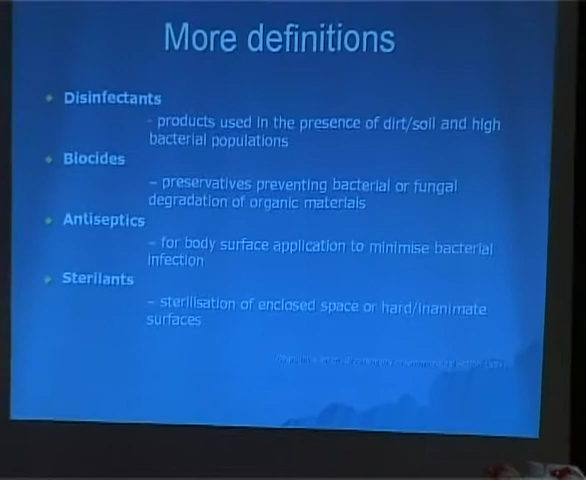 More definitions
Disinfectants
- products used in the presence of dirt/soil and high
bacterial populations
Biocides
– preservatives preventing bacterial or fungal
degradation of organic materials
Antiseptics
– for body surface application to minimise bacterial
infection
Sterilants
– sterilisation of enclosed space or hard/inanimate
surfaces